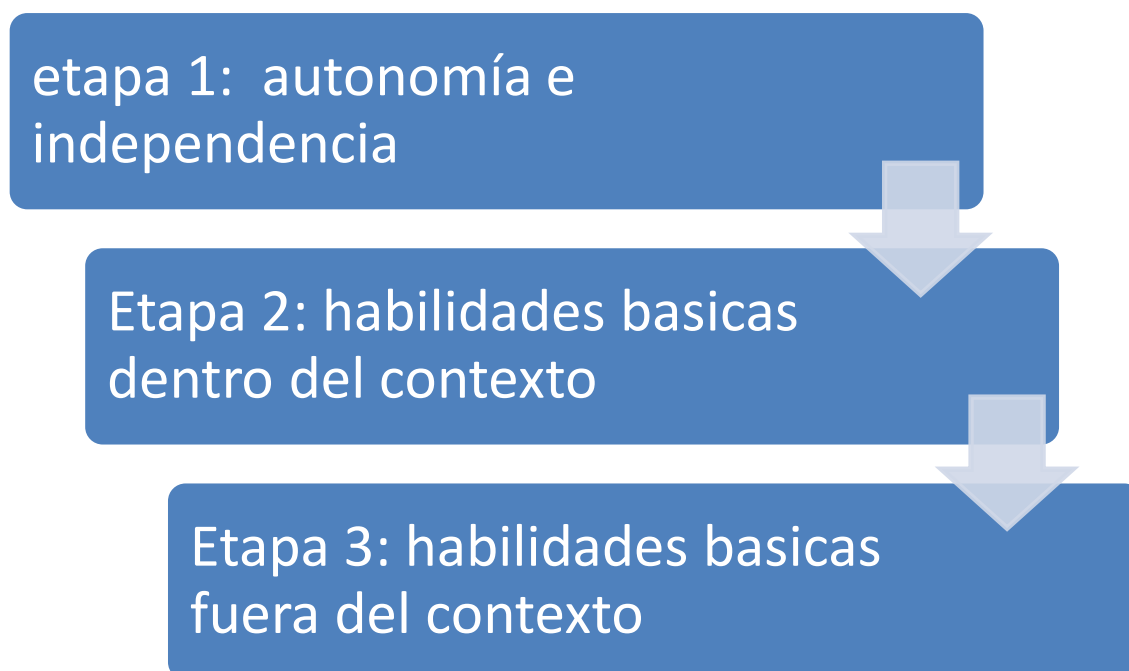 etapa 1:  autonomía e
independencia
Etapa 2: habilidades basicas
dentro del contexto
Etapa 3: habilidades basicas
fuera del contexto